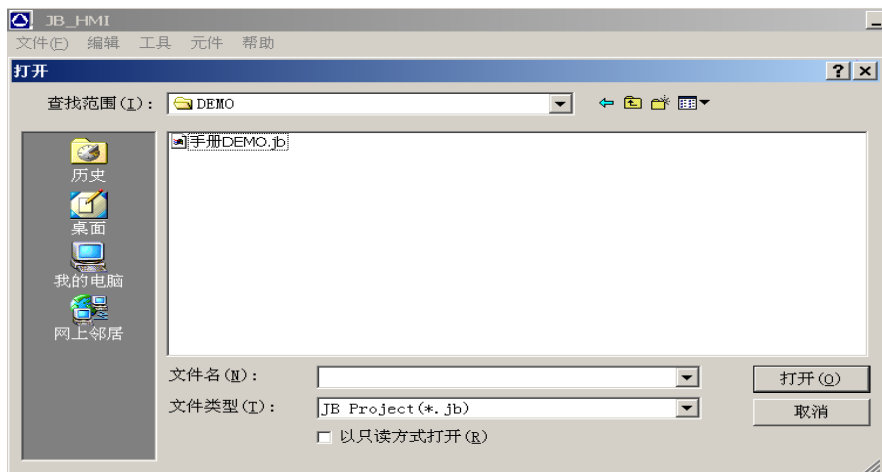 JB_HMI
文件(F) 编辑 工具 元件 帮助
打开
查找范围(I): DEMO
手册DEMO.jb
历史
桌面
我的电脑
网上邻居
文件名(N):
打开(O)
文件类型(T): JB Project(*.jb)
取消
以只读方式打开(R)